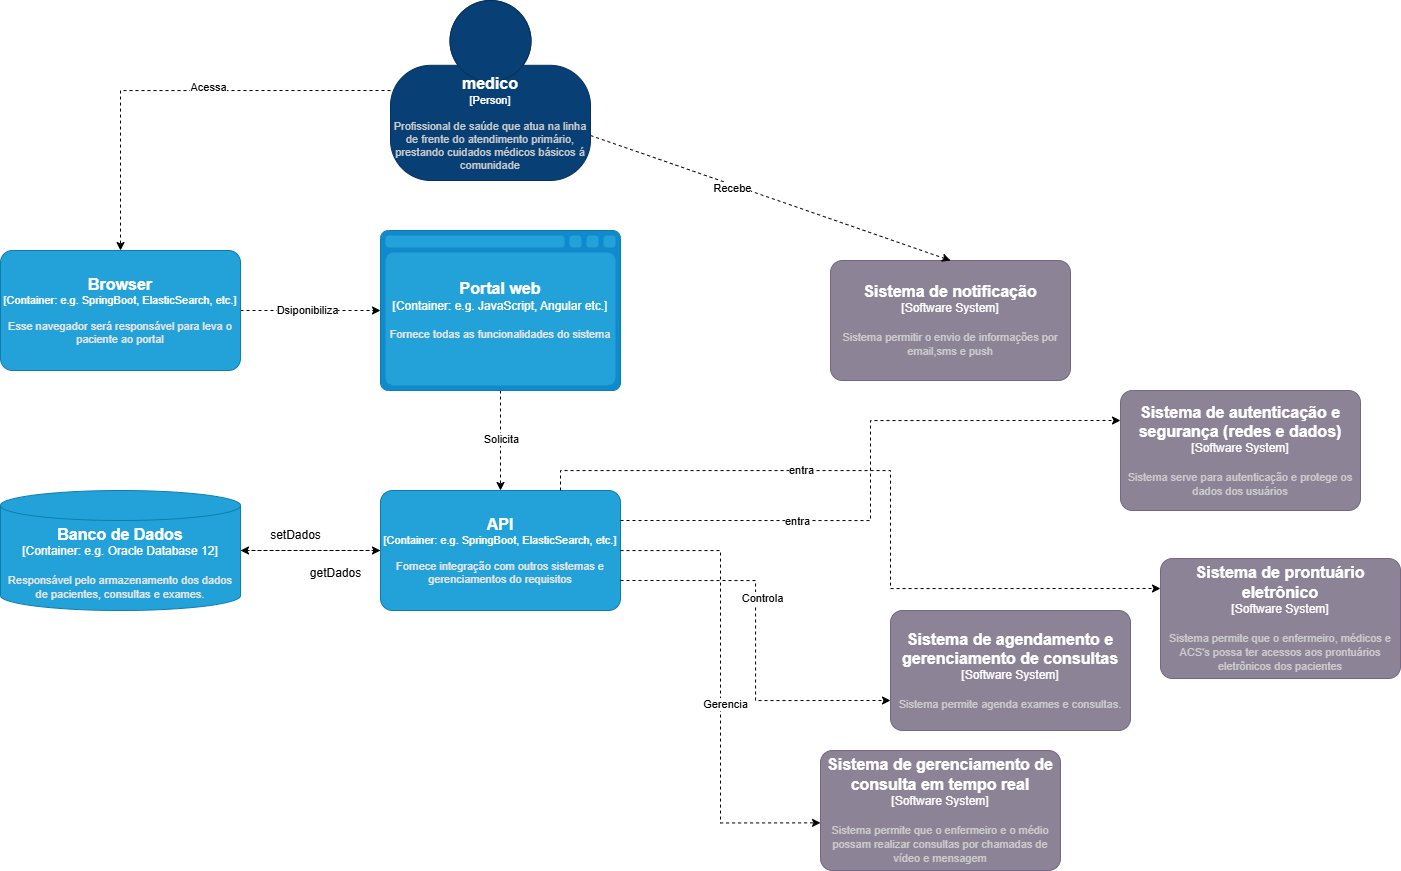 medico
[Person]
Profissional de saúde que atua na linha
de frente do atendimento primário,
prestando cuidados médicos básicos á
comunidade
Acessa
Recebe
Browser
[Container: e.g. SpringBoot, ElasticSearch, etc.]
Esse navegador será responsável para leva o
paciente ao portal
Dsiponibiliza
Portal web
[Container: e.g. JavaScript, Angular etc.]
Fornece todas as funcionalidades do sistema
Sistema de notificação
[Software System]
Sistema permitir o envio de informações por
email,sms e push
Solicita
Sistema de autenticação e
segurança (redes e dados)
[Software System]
Sistema serve para autenticação e protege os
dados dos usuários
entra
entra
Banco de Dados
[Container: e.g. Oracle Database 12]
Responsável pelo armazenamento dos dados
de pacientes, consultas e exames.
setDados
getDados
API
[Container: e.g. SpringBoot, ElasticSearch, etc.]
Fornece integração com outros sistemas e
gerenciamentos do requisitos
Controla
Gerencia
Sistema de prontuário
eletrônico
[Software System]
Sistema permite que o enfermeiro, médicos e
ACS's possa ter acessos aos prontuários
eletrônicos dos pacientes
Sistema de agendamento e
gerenciamento de consultas
[Software System]
Sistema permite agenda exames e consultas.
Sistema de gerenciamento de
consulta em tempo real
[Software System]
Sistema permite que o enfermeiro e o médio
possam realizar consultas por chamadas de
vídeo e mensagem